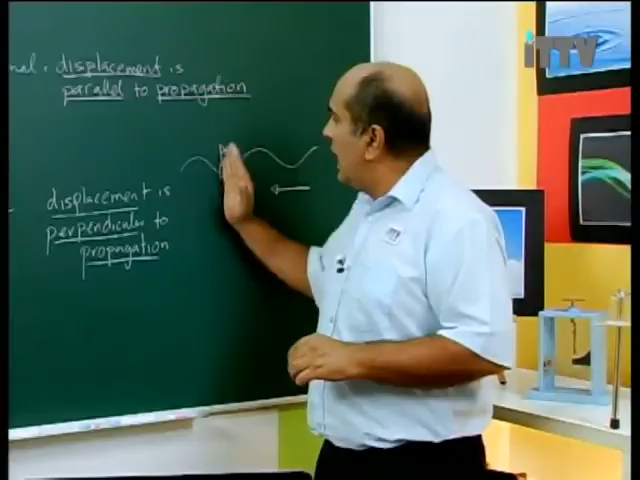 displacement is
parallel to propagation
displacement is
perpendicular to
propagation
iTTV